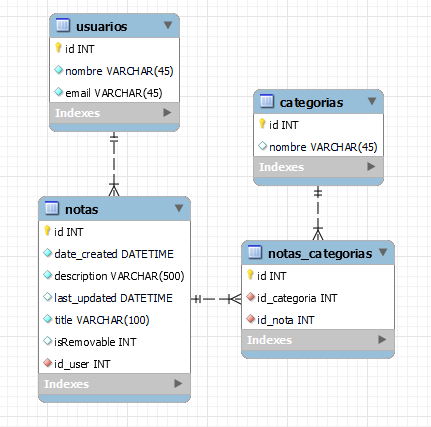 usuarios
id INT
nombre VARCHAR(45)
email VARCHAR(45)
Indexes
categorias
id INT
nombre VARCHAR(45)
Indexes
notas
id INT
date_created DATETIME
description VARCHAR(500)
last_updated DATETIME
title VARCHAR(100)
isRemovable INT
id_user INT
Indexes
notas_categorias
id INT
id_categoria INT
id_nota INT
Indexes